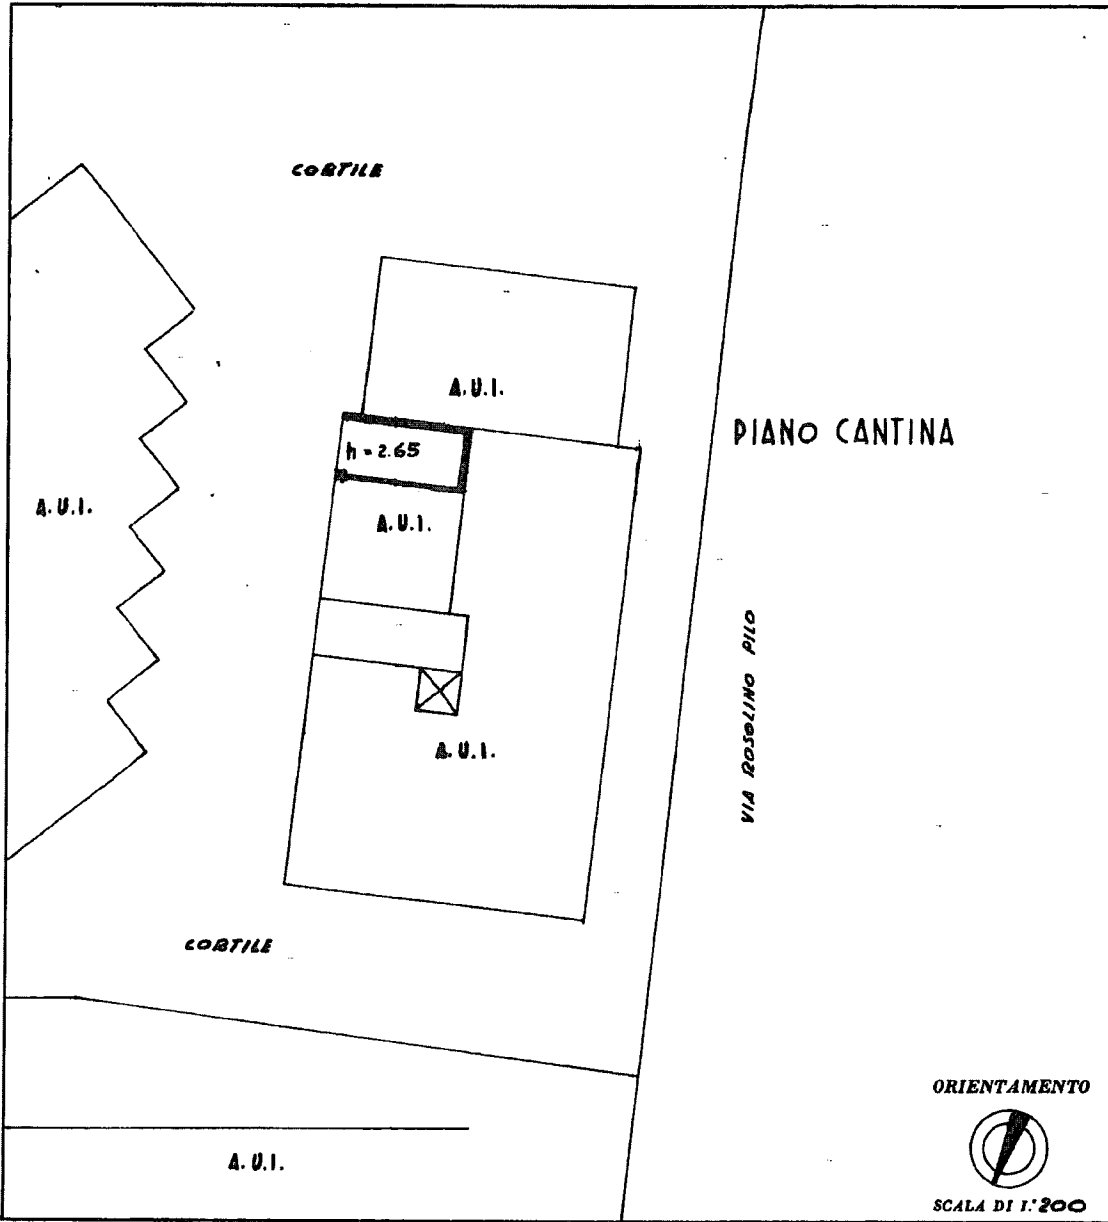 CORTILE
A.U.I.
PIANO CANTINA
h = 2.65
A.U.I.
A.U.I.
VIA ROSOLINO PILO
A.U.I.
CORTILE
ORIENTAMENTO
A.U.I.
SCALA DI 1:200